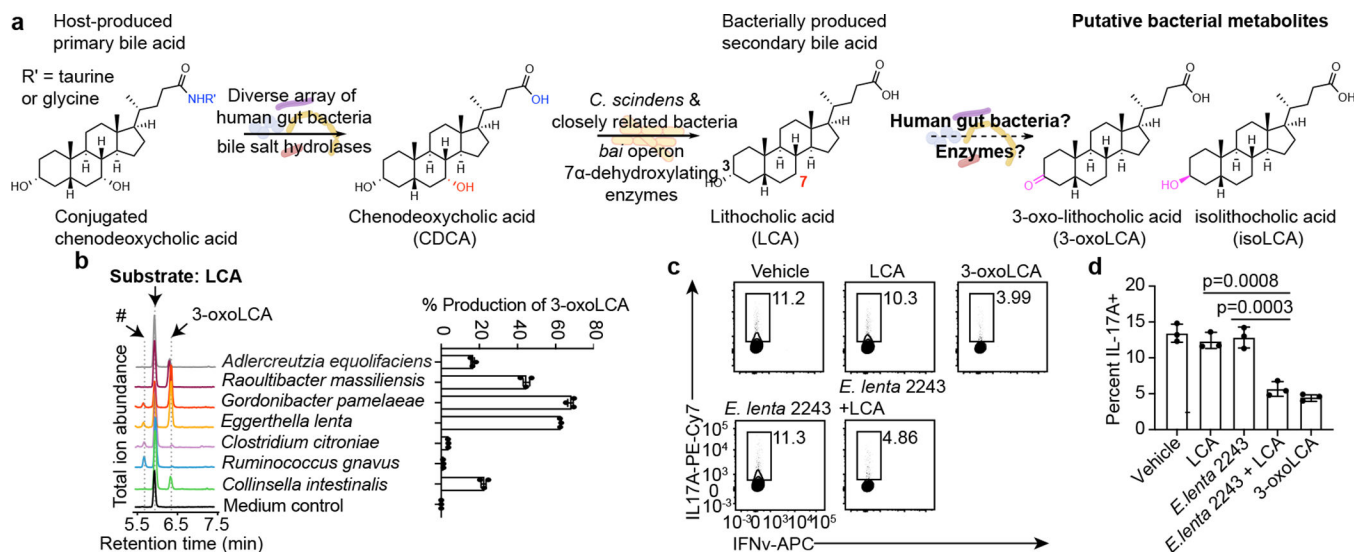 a
Host-produced
primary bile acid
R' = taurine
or glycine
O
NHR'
H
H
H
H
HO
OH
H
Conjugated
chenodeoxycholic acid
Diverse array of
human gut bacteria
bile salt hydrolases
O
OH
H
H
H
H
HO
OH
H
Chenodeoxycholic acid
(CDCA)
C. scindens &
closely related bacteria
bai operon
7α-dehydroxylating
enzymes
Bacterially produced
secondary bile acid
O
OH
H
H
H
H
3
HO
7
H
Lithocholic acid
(LCA)
Human gut bacteria?
Enzymes?
Putative bacterial metabolites
O
OH
H
H
H
H
O
H
3-oxo-lithocholic acid
(3-oxoLCA)
O
OH
H
H
H
H
HO
H
isolithocholic acid
(isoLCA)
b
Substrate: LCA
#
3-oxoLCA
Total ion abundance
5.5
6.5
7.5
Retention time (min)
% Production of 3-oxoLCA
0
20
40
60
80
Adlercreutzia equolifaciens
Raoultibacter massiliensis
Gordonibacter pamelaeae
Eggerthella lenta
Clostridium citroniae
Ruminococcus gnavus
Collinsella intestinalis
Medium control
c
Vehicle
LCA
3-oxoLCA
11.2
10.3
3.99
E. lenta 2243
E. lenta 2243
+LCA
11.3
4.86
IL17A-PE-Cy7
10⁵
10⁴
10³
0
-10³
-10³ 0 10³ 10⁴ 10⁵
IFNγ-APC
d
p=0.0008
p=0.0003
Percent IL-17A+
20
15
10
5
0
Vehicle
LCA
E.lenta 2243
E.lenta 2243 + LCA
3-oxoLCA